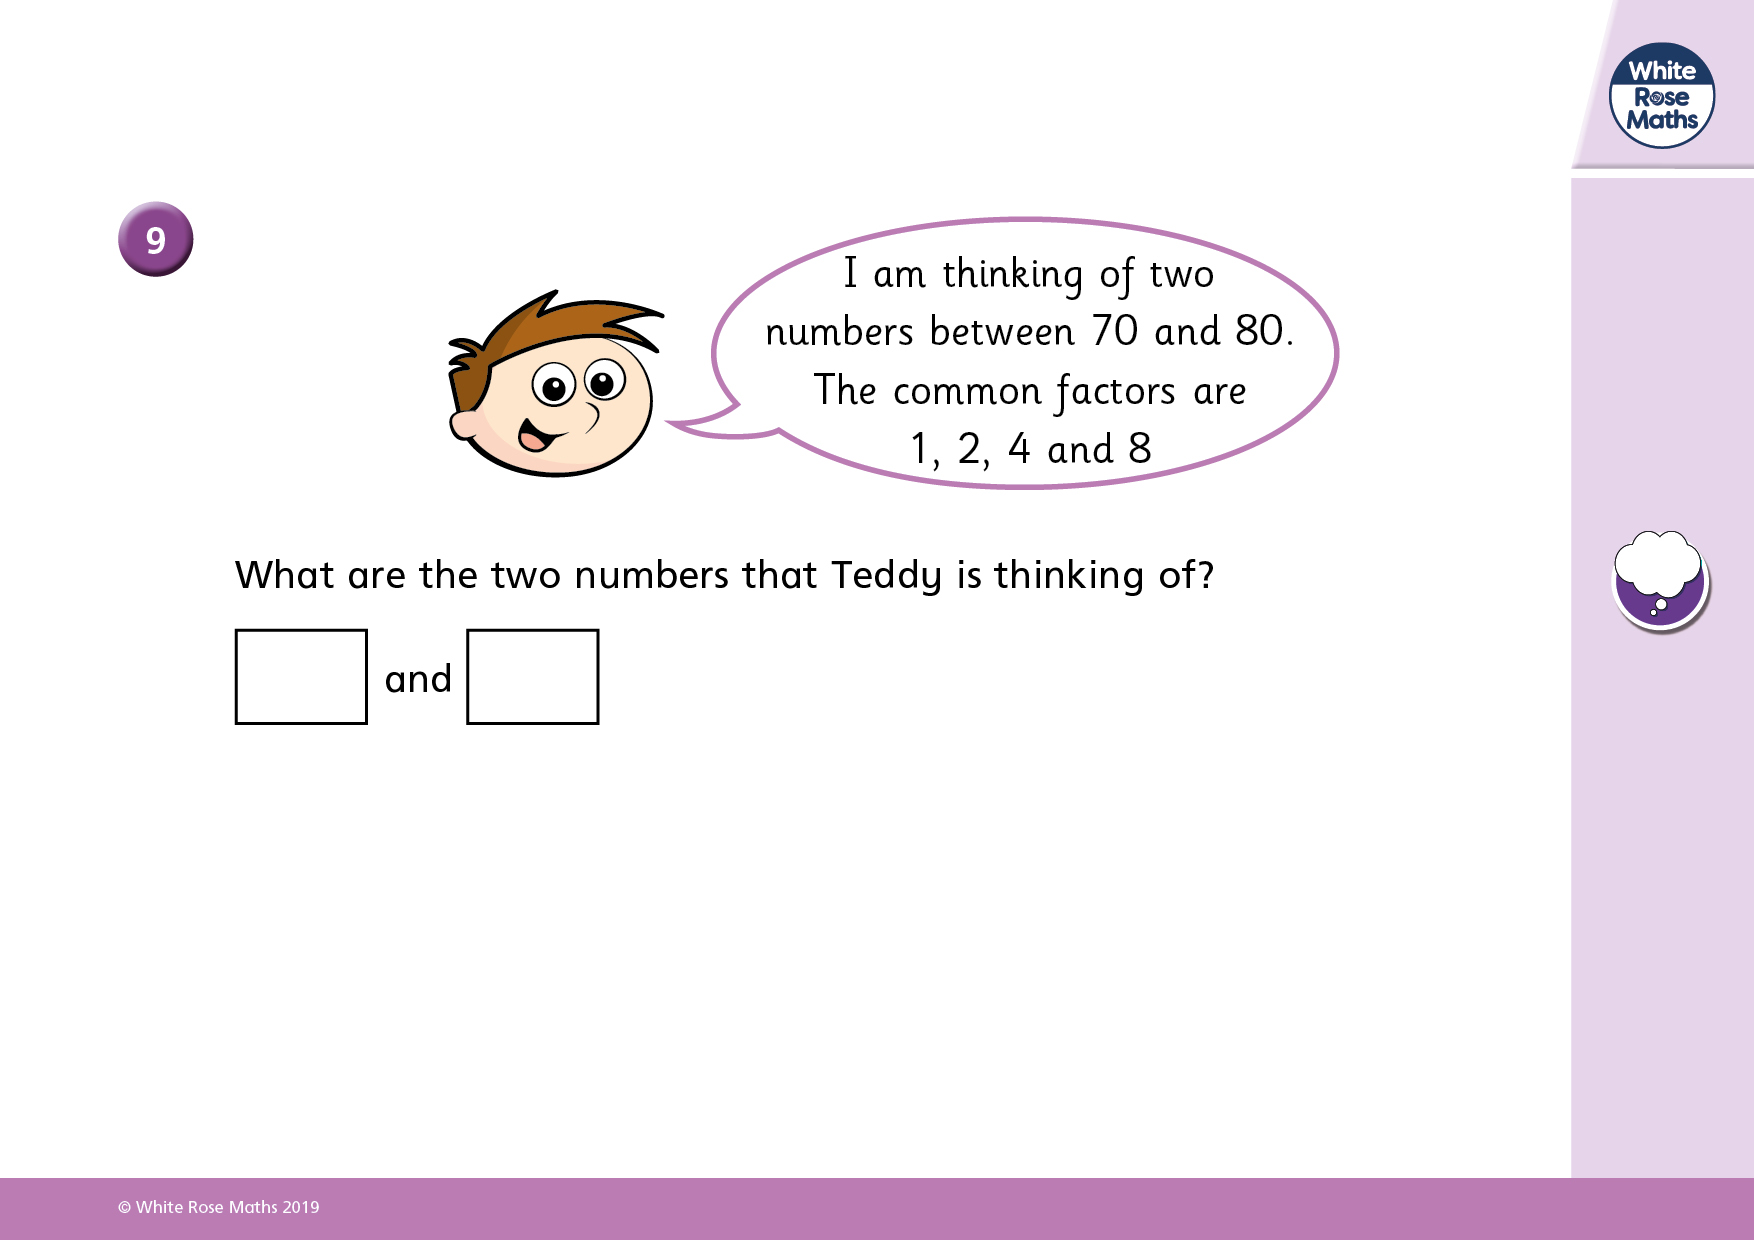 White
Rose
Maths
9
I am thinking of two
numbers between 70 and 80.
The common factors are
1, 2, 4 and 8
What are the two numbers that Teddy is thinking of?
and
© White Rose Maths 2019